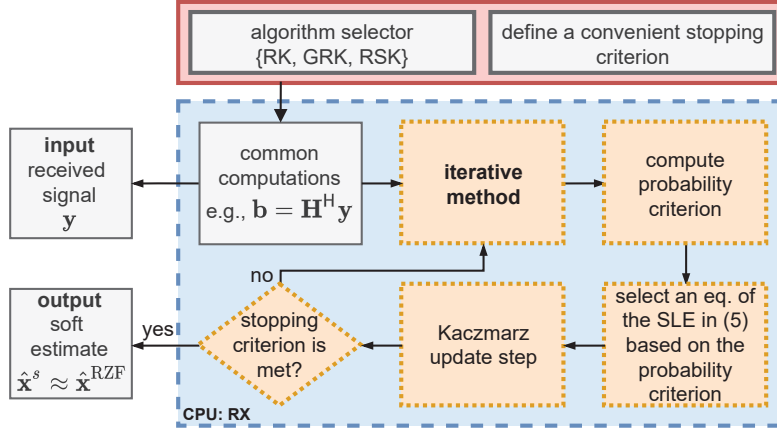 algorithm selector
{RK, GRK, RSK}
define a convenient stopping
criterion
input
received
signal
y
common
computations
e.g., b = H^H y
iterative
method
compute
probability
criterion
no
output
soft
estimate
x̂^s ≈ x̂^RZF
yes
stopping
criterion is
met?
Kaczmarz
update step
select an eq. of
the SLE in (5)
based on the
probability
criterion
CPU: RX